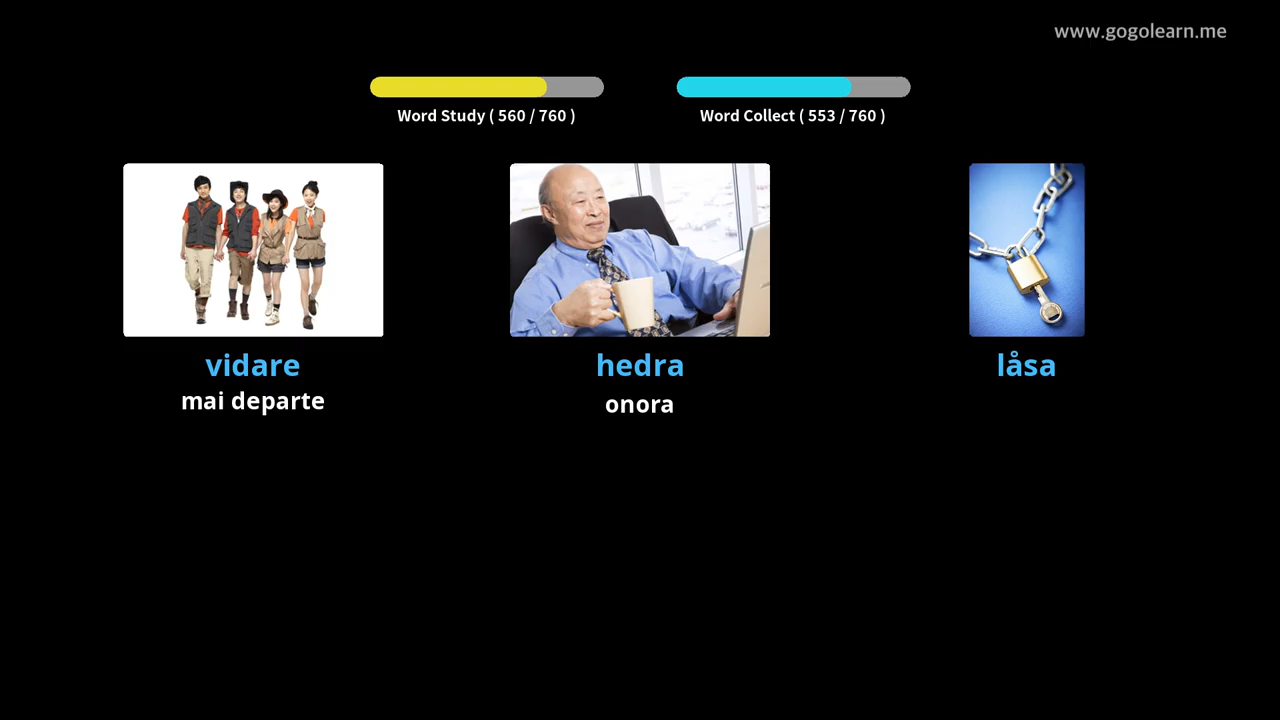 www.gogolearn.me
Word Study ( 560 / 760 )
Word Collect ( 553 / 760 )
vidare
mai departe
hedra
onora
låsa